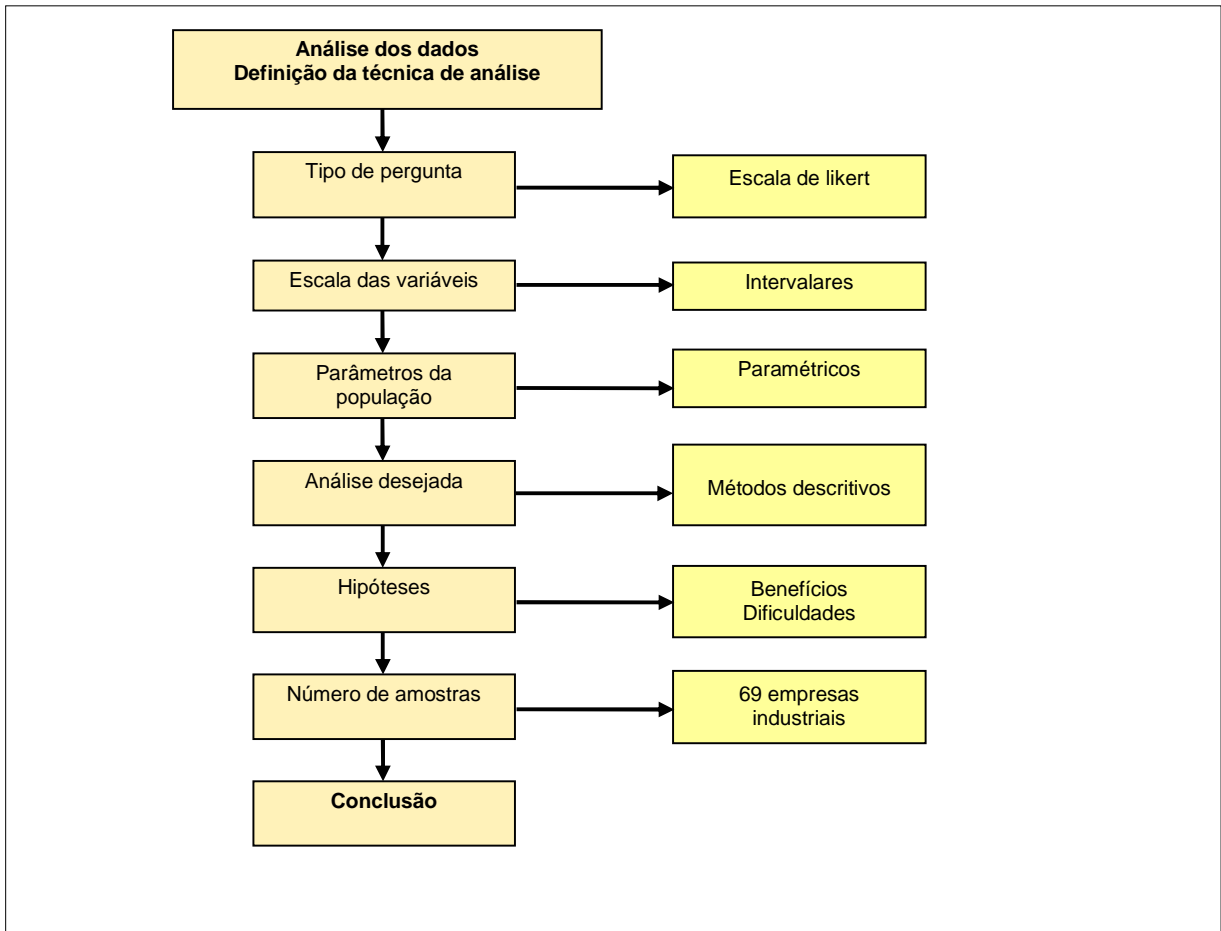 Análise dos dados
Definição da técnica de análise
Tipo de pergunta
Escala de likert
Escala das variáveis
Intervalares
Parâmetros da
população
Paramétricos
Análise desejada
Métodos descritivos
Hipóteses
Benefícios
Dificuldades
Número de amostras
69 empresas
industriais
Conclusão